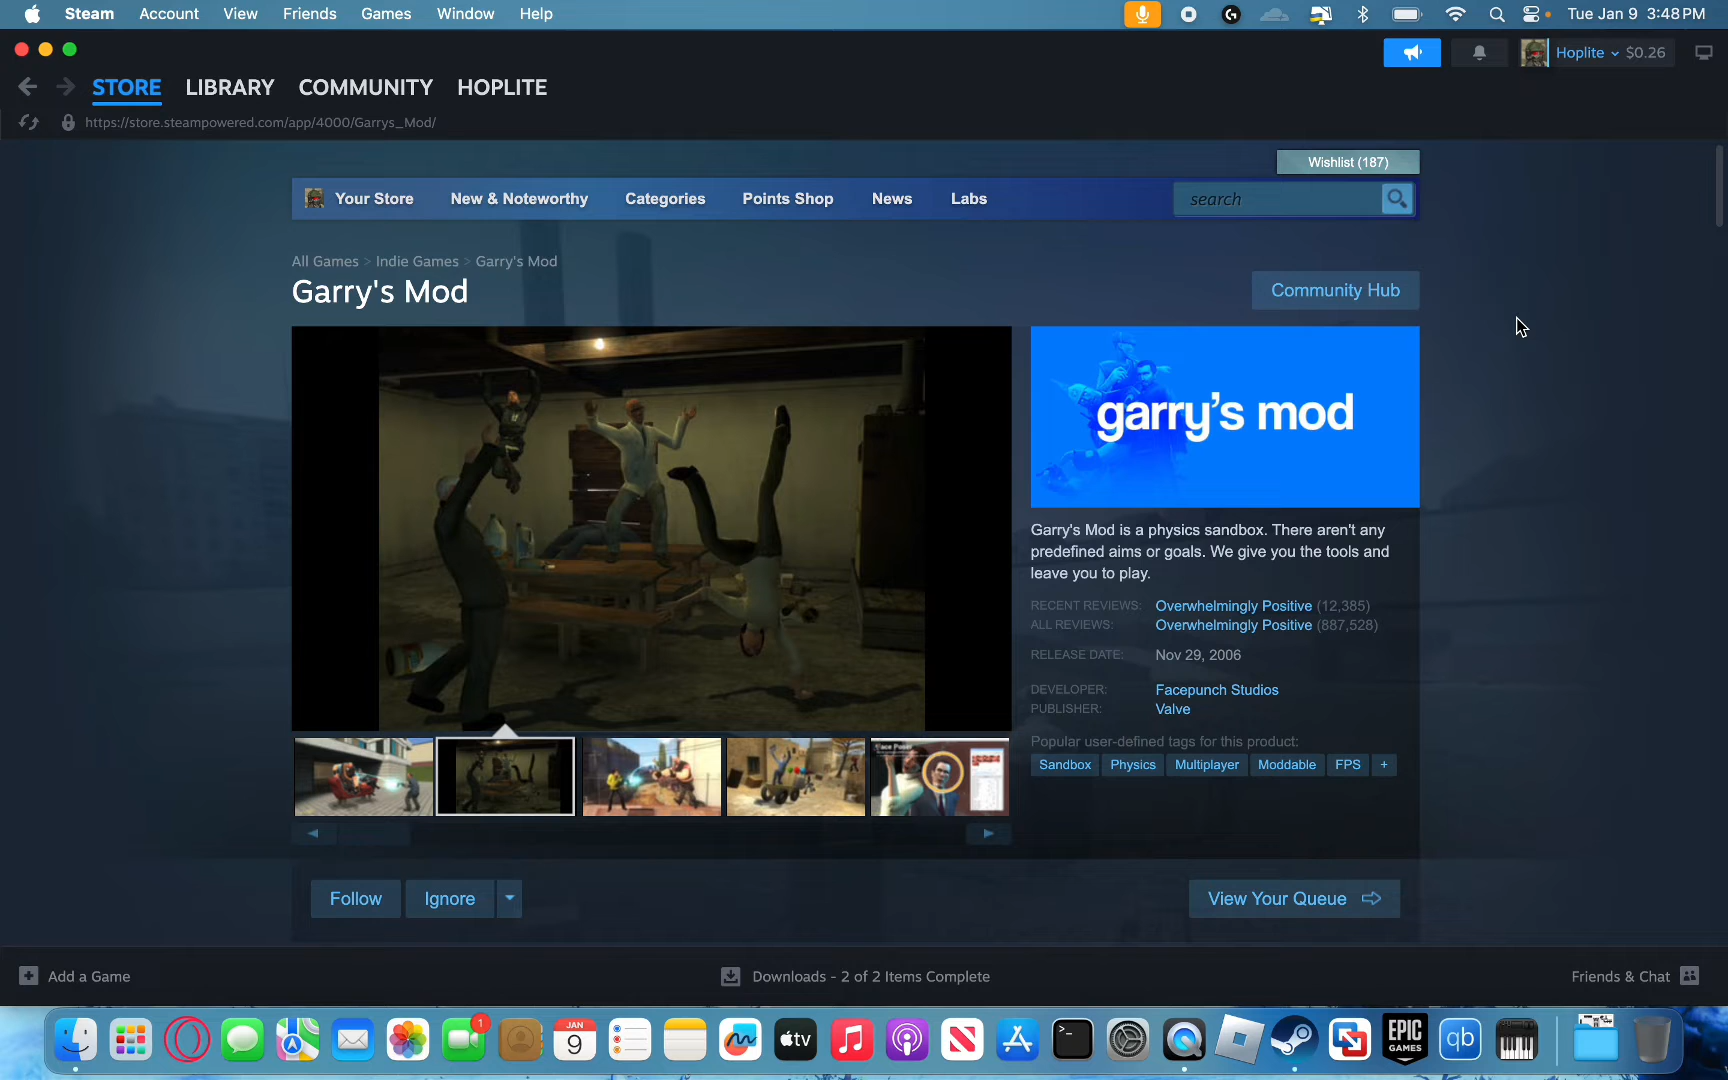 Steam Account View Friends Games Window Help Tue Jan 9 3:48 PM
Hoplite $0.26
STORE LIBRARY COMMUNITY HOPLITE
https://store.steampowered.com/app/4000/Garrys_Mod/
Wishlist (187)
Your Store New & Noteworthy Categories Points Shop News Labs search
All Games > Indie Games > Garry's Mod
Garry's Mod
Community Hub
garry's mod
Garry's Mod is a physics sandbox. There aren't any
predefined aims or goals. We give you the tools and
leave you to play.
RECENT REVIEWS: Overwhelmingly Positive (12,385)
ALL REVIEWS: Overwhelmingly Positive (887,528)
RELEASE DATE: Nov 29, 2006
DEVELOPER: Facepunch Studios
PUBLISHER: Valve
Popular user-defined tags for this product:
Sandbox Physics Multiplayer Moddable FPS +
Follow Ignore View Your Queue
Add a Game Downloads - 2 of 2 Items Complete Friends & Chat
1
JAN
9
tv
EPIC
GAMES
qb